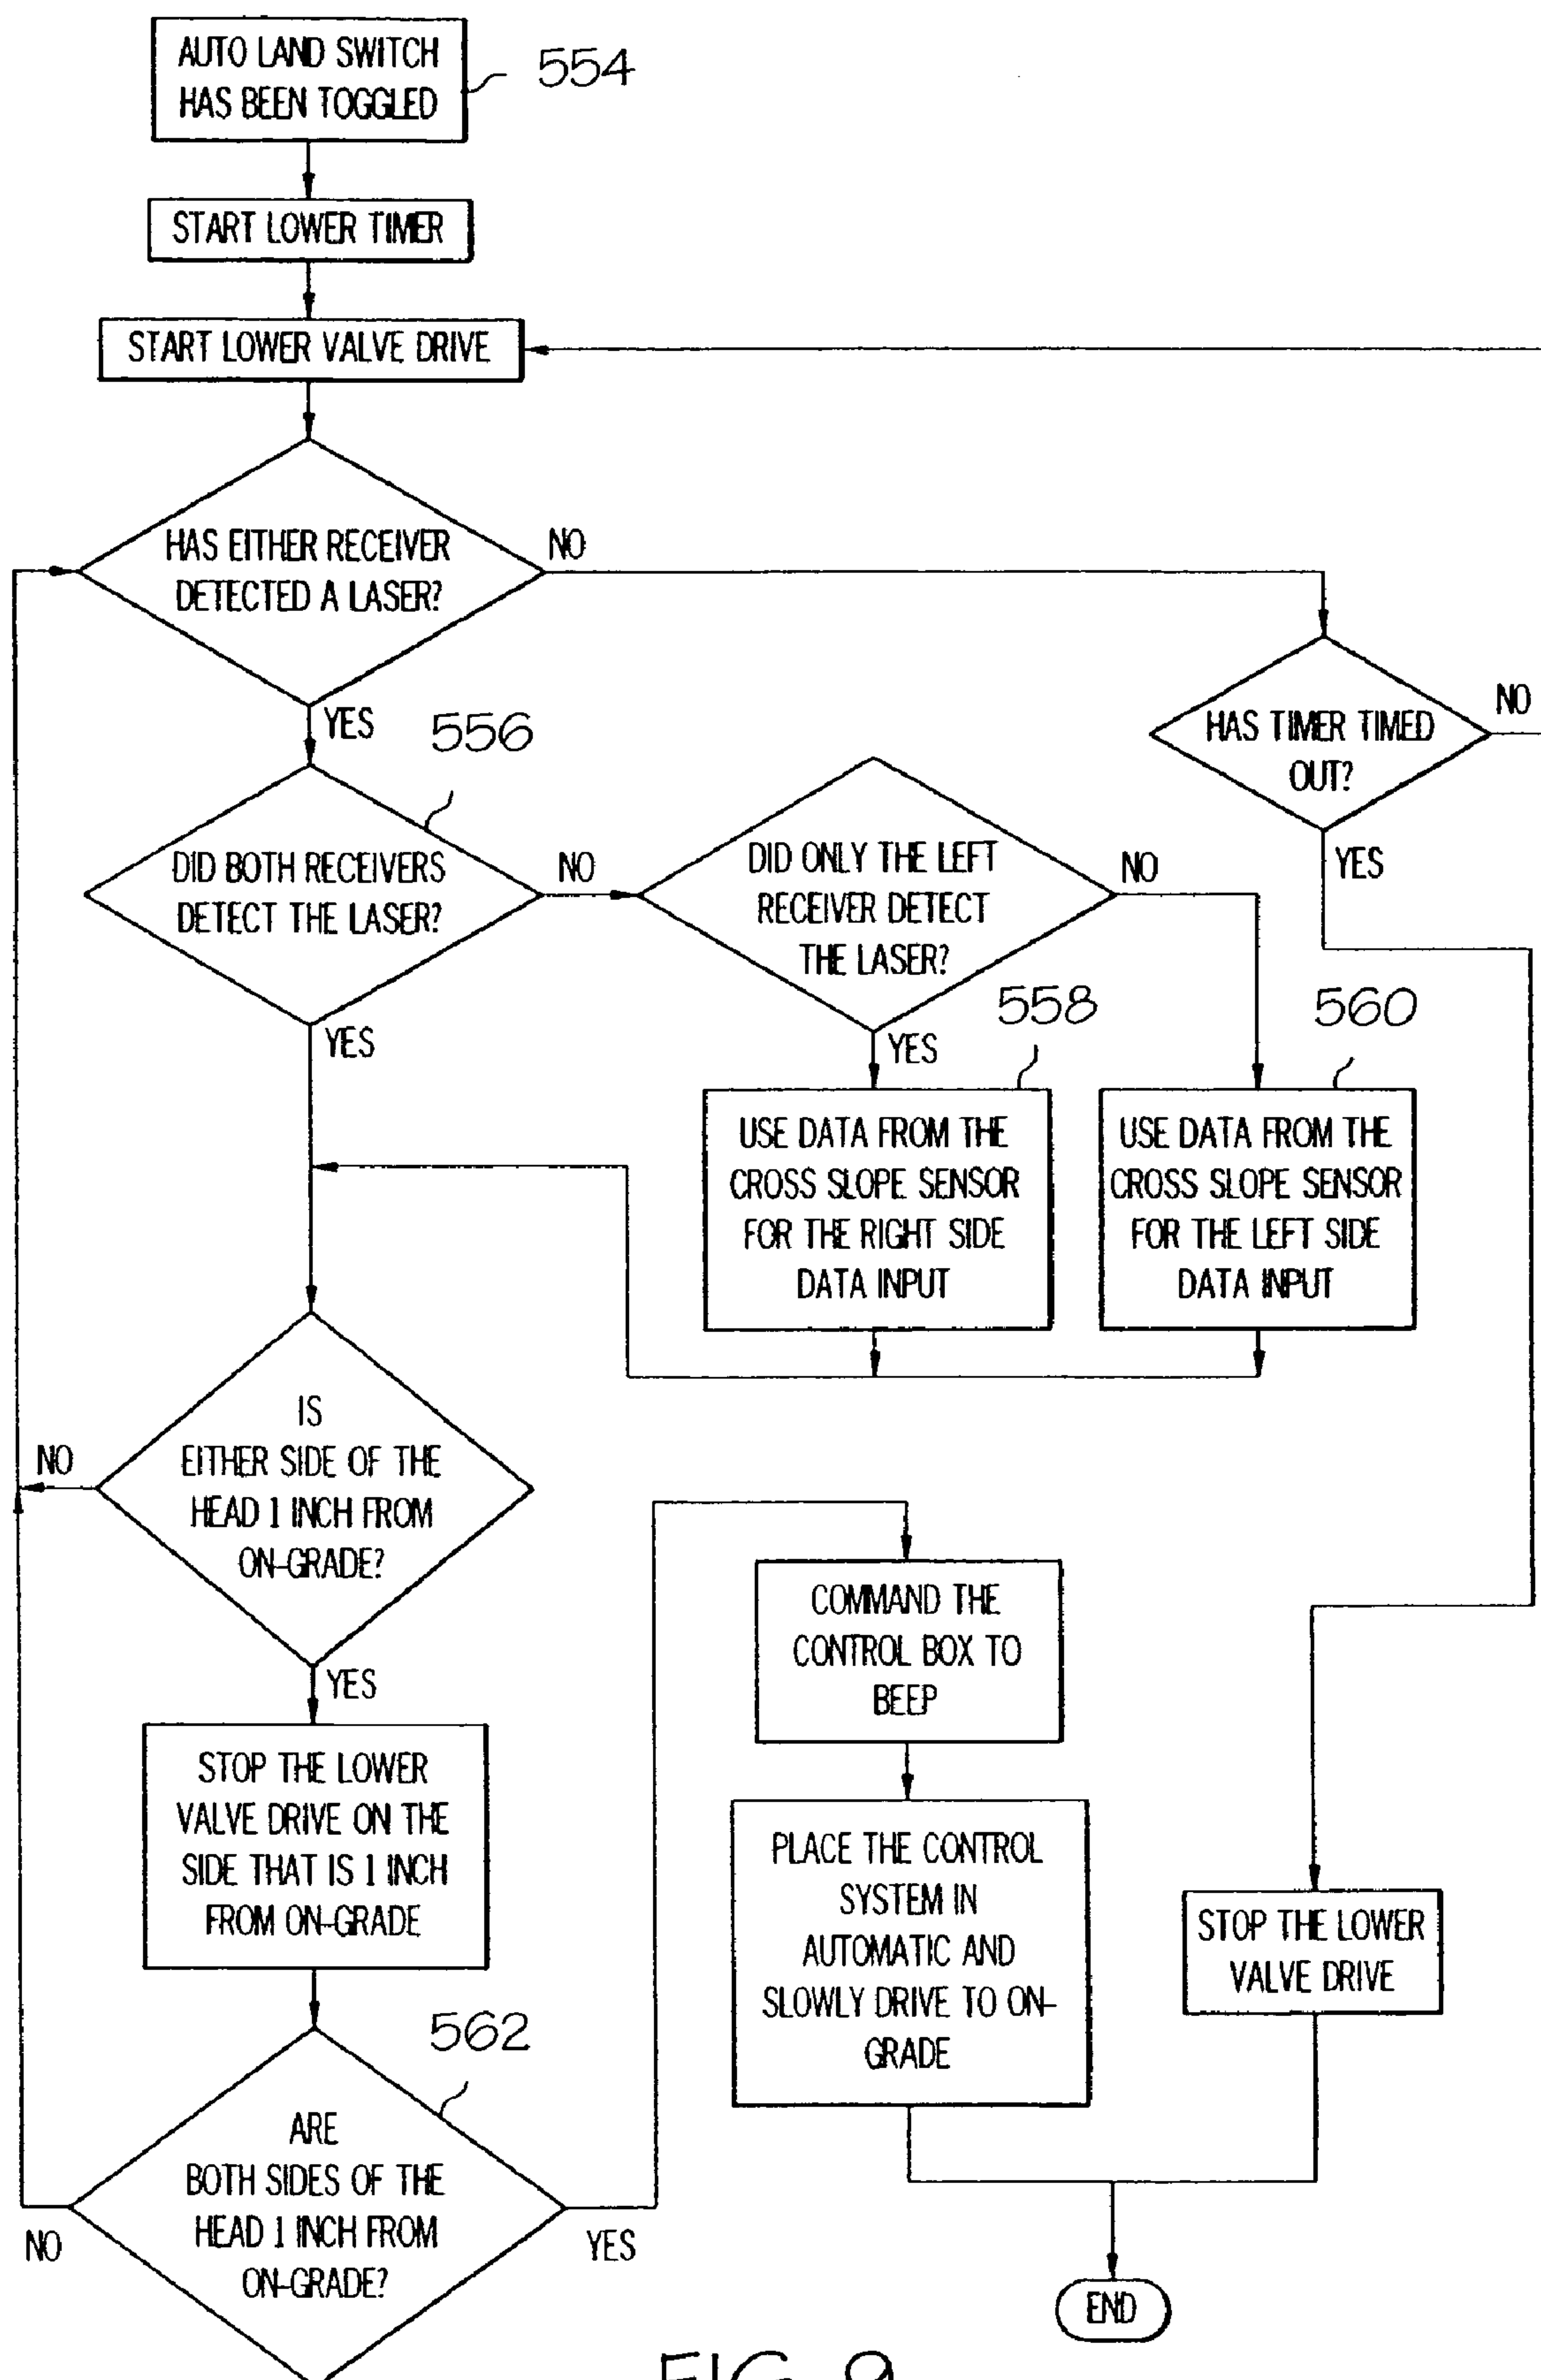 AUTO LAND SWITCH
HAS BEEN TOGGLED
554
START LOWER TIMER
START LOWER VALVE DRIVE
HAS EITHER RECEIVER
DETECTED A LASER?
NO
YES
HAS TIMER TIMED
OUT?
NO
YES
556
DID BOTH RECEIVERS
DETECT THE LASER?
NO
YES
DID ONLY THE LEFT
RECEIVER DETECT
THE LASER?
NO
YES
558
USE DATA FROM THE
CROSS SLOPE SENSOR
FOR THE RIGHT SIDE
DATA INPUT
560
USE DATA FROM THE
CROSS SLOPE SENSOR
FOR THE LEFT SIDE
DATA INPUT
IS
EITHER SIDE OF THE
HEAD 1 INCH FROM
ON-GRADE?
NO
YES
STOP THE LOWER
VALVE DRIVE ON THE
SIDE THAT IS 1 INCH
FROM ON-GRADE
562
ARE
BOTH SIDES OF THE
HEAD 1 INCH FROM
ON-GRADE?
NO
YES
COMMAND THE
CONTROL BOX TO
BEEP
PLACE THE CONTROL
SYSTEM IN
AUTOMATIC AND
SLOWLY DRIVE TO ON-
GRADE
STOP THE LOWER
VALVE DRIVE
END
FIG. 9